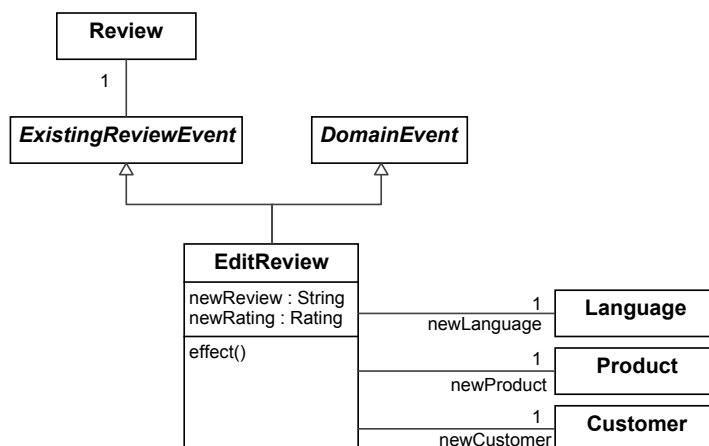 Review
1
ExistingReviewEvent
DomainEvent
EditReview
newReview : String
newRating : Rating
effect()
1
Language
newLanguage
1
Product
newProduct
1
Customer
newCustomer